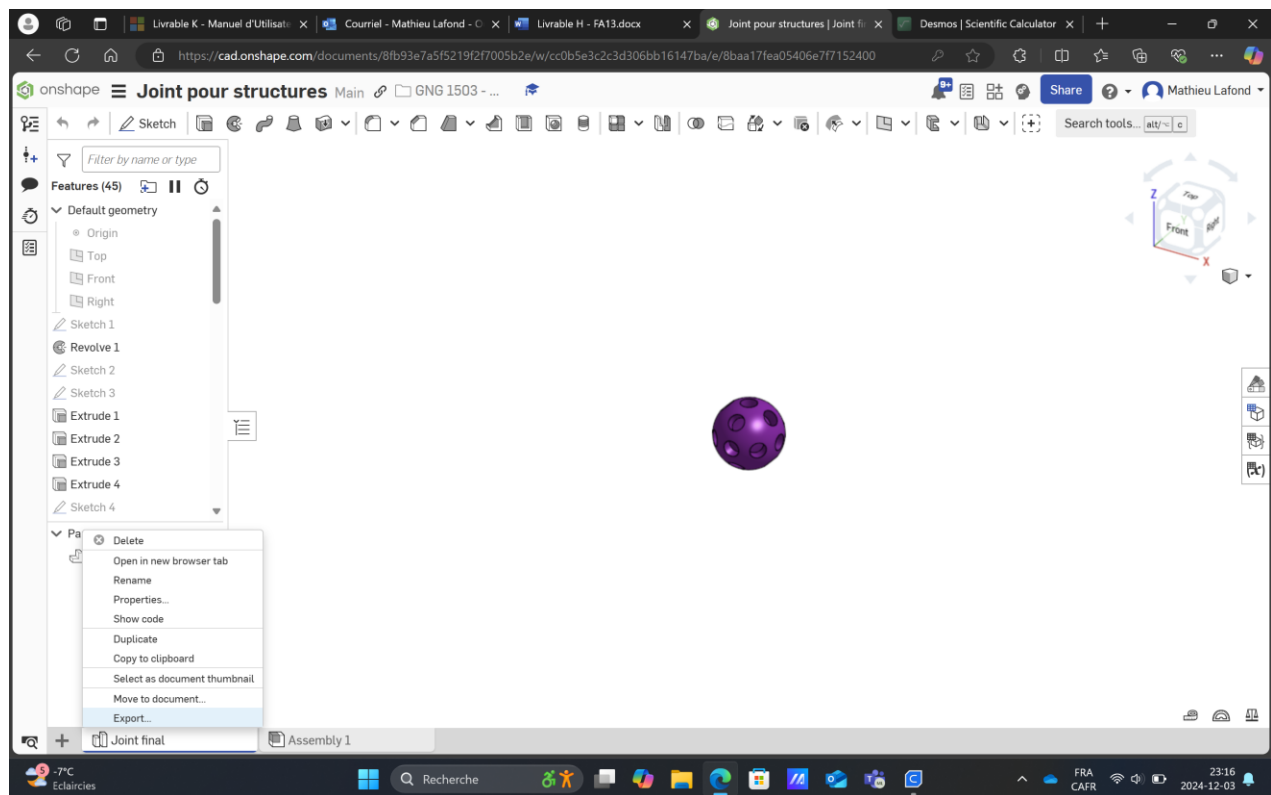 Livrable K - Manuel d'Utilisate
Courriel - Mathieu Lafond - O
Livrable H - FA13.docx
Joint pour structures | Joint fi
Desmos | Scientific Calculator
https://cad.onshape.com/documents/8fb93e7a5f5219f2f7005b2e/w/cc0b5e3c2c3d306bb16147ba/e/8baa17fea05406e7f7152400
onshape Joint pour structures Main GNG 1503 - ... 9+ Share Mathieu Lafond
Sketch Search tools... alt/⌥ c
Filter by name or type
Features (45)
Default geometry
Origin
Top
Front
Right
Sketch 1
Revolve 1
Sketch 2
Sketch 3
Extrude 1
Extrude 2
Extrude 3
Extrude 4
Sketch 4
Pa
Z
Top
Front
Right
X
(x)
Delete
Open in new browser tab
Rename
Properties...
Show code
Duplicate
Copy to clipboard
Select as document thumbnail
Move to document...
Export...
Joint final
Assembly 1
5
-7°C
Eclaircies
Recherche
FRA
CAFR
23:16
2024-12-03